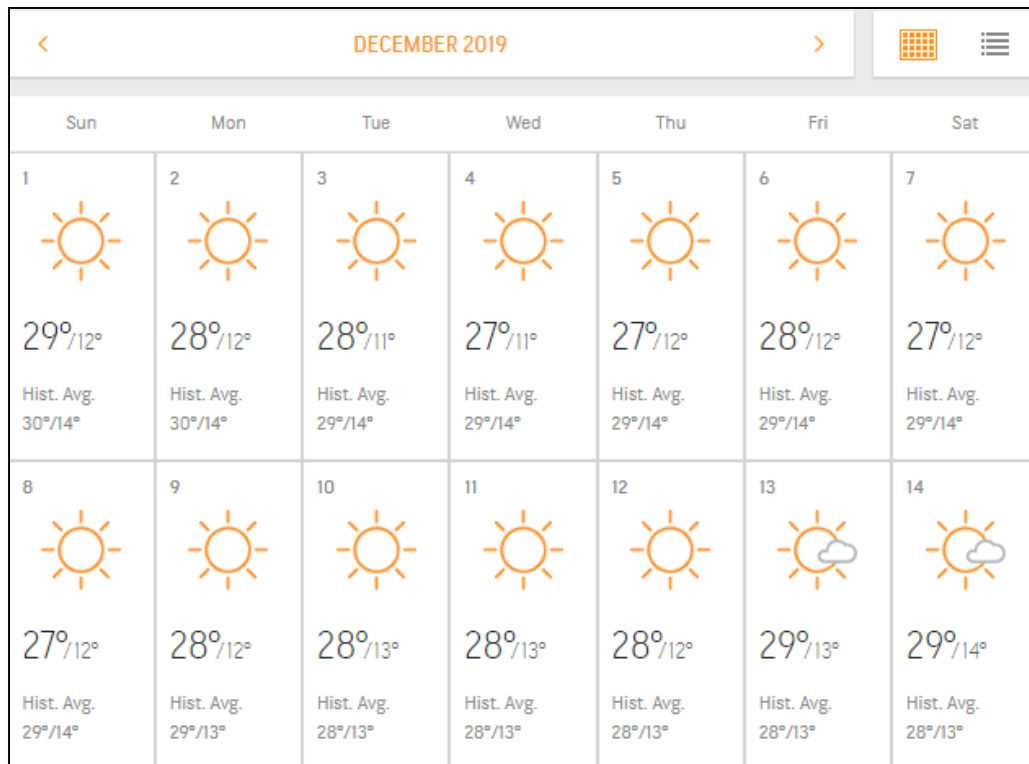 DECEMBER 2019
Sun Mon Tue Wed Thu Fri Sat
1 2 3 4 5 6 7
29°/12° 28°/12° 28°/11° 27°/11° 27°/12° 28°/12° 27°/12°
Hist. Avg. Hist. Avg. Hist. Avg. Hist. Avg. Hist. Avg. Hist. Avg. Hist. Avg.
30°/14° 30°/14° 29°/14° 29°/14° 29°/14° 29°/14° 29°/14°
8 9 10 11 12 13 14
27°/12° 28°/12° 28°/13° 28°/13° 28°/12° 29°/13° 29°/14°
Hist. Avg. Hist. Avg. Hist. Avg. Hist. Avg. Hist. Avg. Hist. Avg. Hist. Avg.
29°/14° 29°/13° 28°/13° 28°/13° 28°/13° 28°/13° 28°/13°